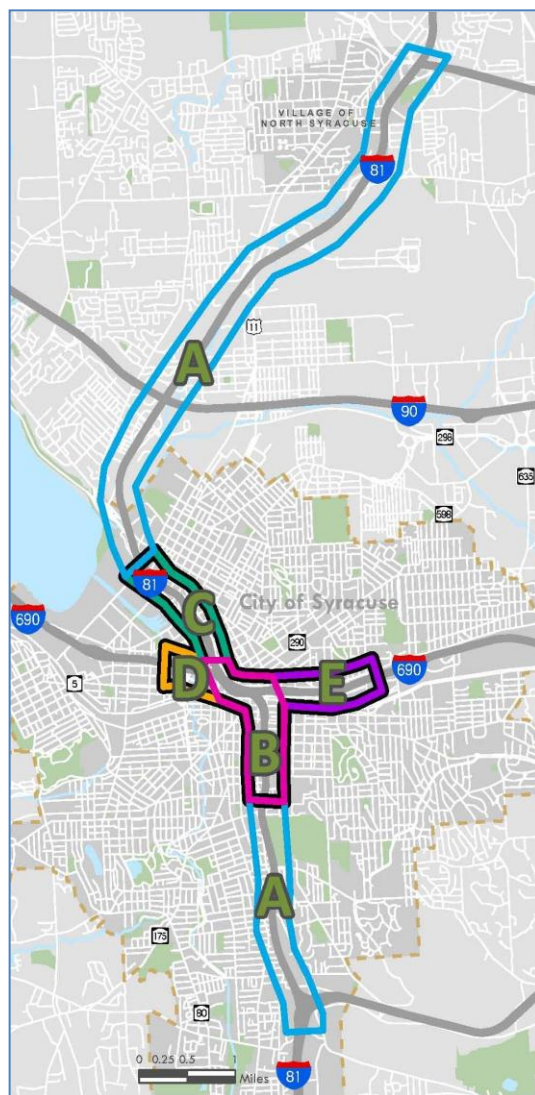 VILLAGE OF
NORTH SYRACUSE
81
A
11
90
298
635
598
81
C
City of Syracuse
690
290
D
E
690
5
B
A
175
80
0 0.25 0.5 1
Miles
81